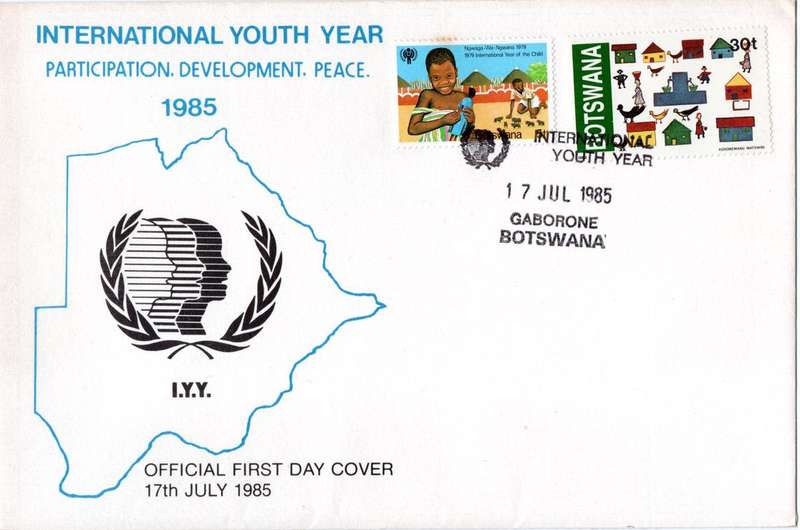 INTERNATIONAL YOUTH YEAR
PARTICIPATION. DEVELOPMENT. PEACE.
1985
Ngwaga-Wa-Ngwana 1979
1979 International Year of the Child
Botswana
BOTSWANA
30t
INTERNATIONAL
YOUTH YEAR
17 JUL 1985
GABORONE
BOTSWANA
I.Y.Y.
OFFICIAL FIRST DAY COVER
17th JULY 1985